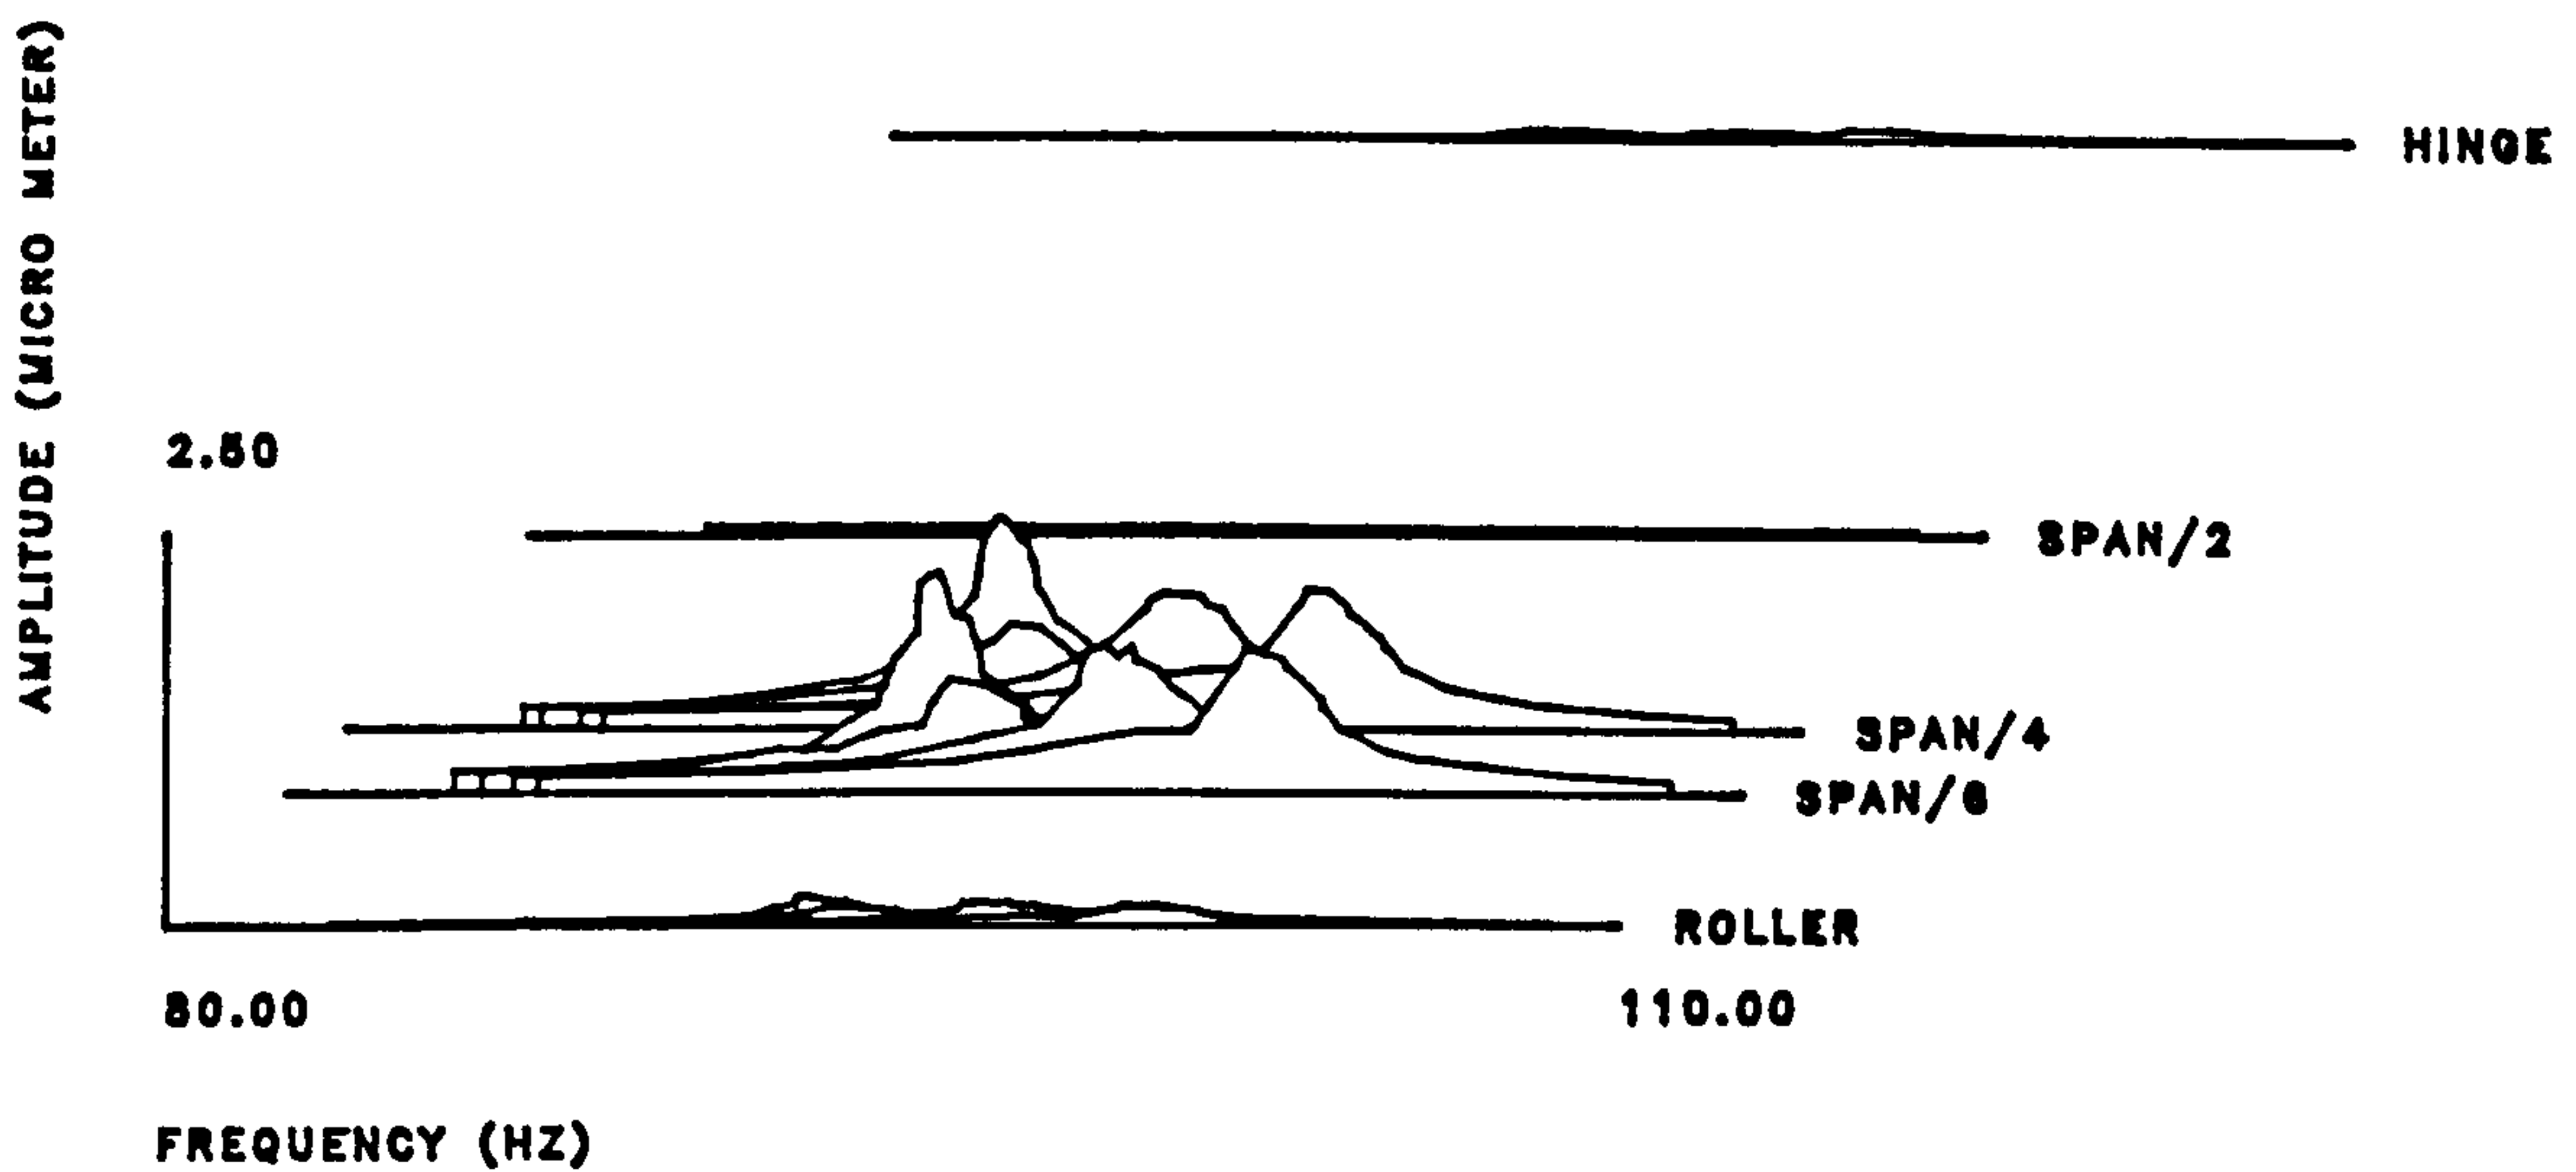 AMPLITUDE (MICRO METER)
HINGE
2.50
SPAN/2
SPAN/4
SPAN/6
ROLLER
80.00
110.00
FREQUENCY (HZ)